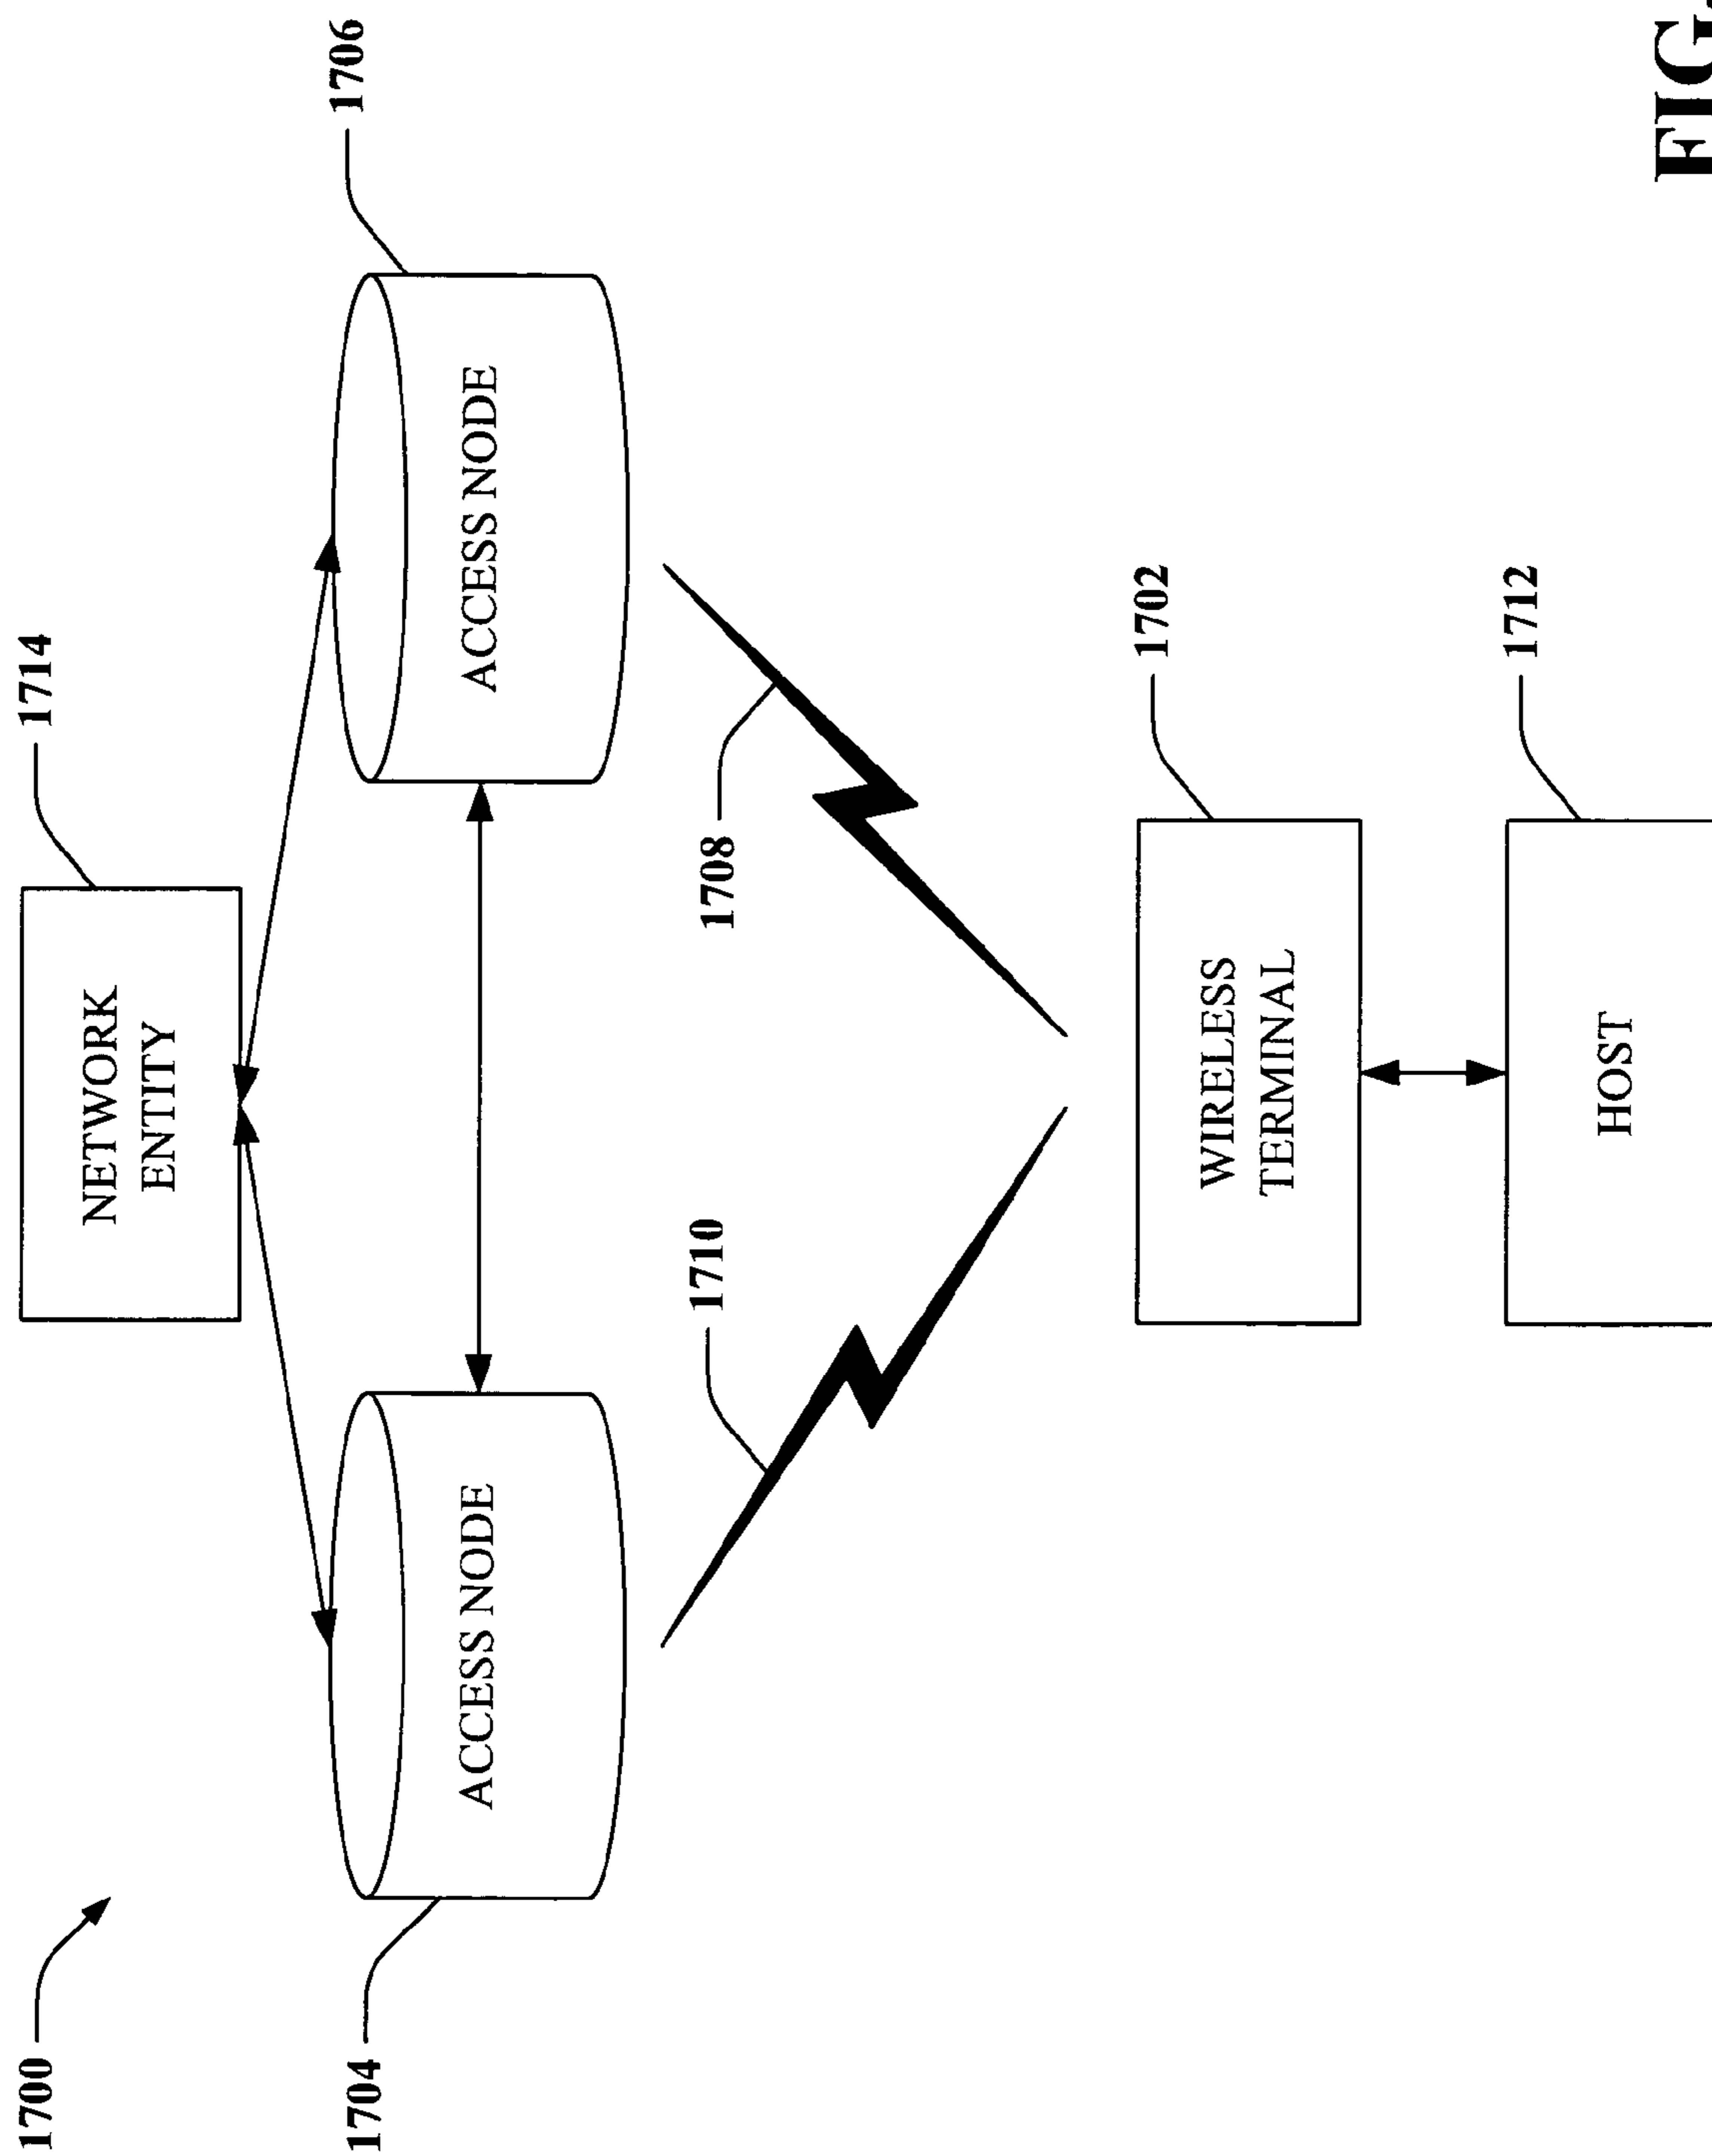 1700
1714
NETWORK
ENTITY
1704
ACCESS NODE
1706
ACCESS NODE
1710
1708
WIRELESS
TERMINAL
1702
HOST
1712
FIG.